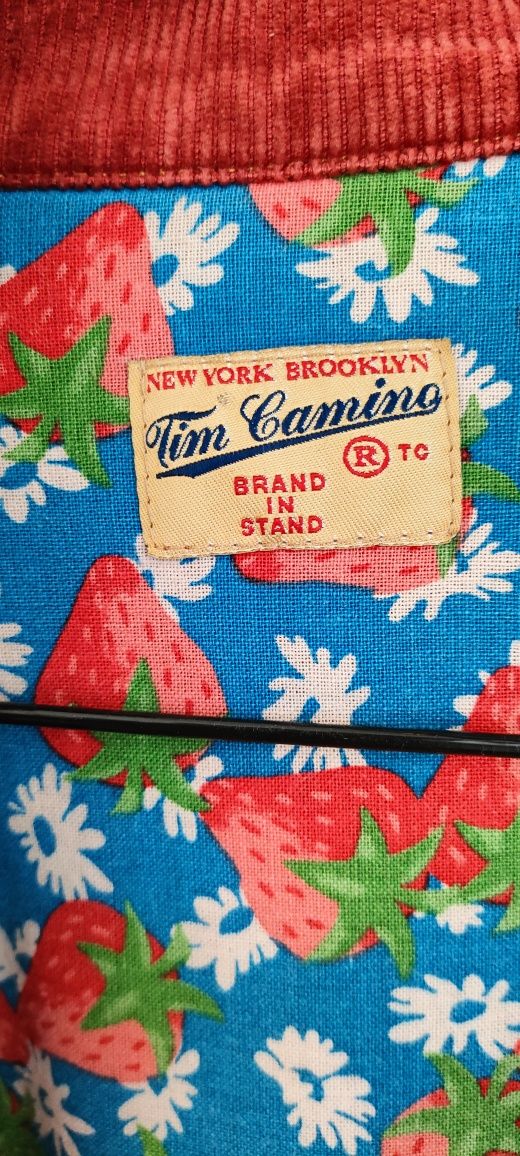 NEW YORK BROOKLYN
Tim Camino
® TC
BRAND
IN
STAND